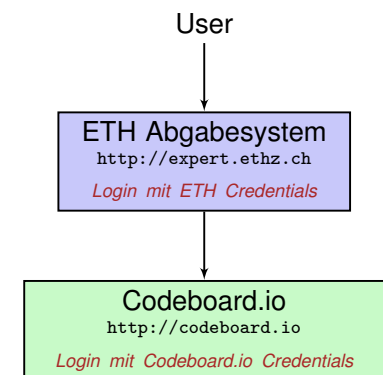 User
ETH Abgabesystem
http://expert.ethz.ch
Login mit ETH Credentials
Codeboard.io
http://codeboard.io
Login mit Codeboard.io Credentials